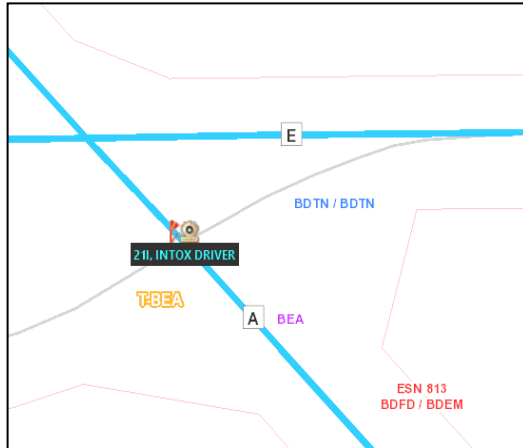 E
BDTN / BDTN
21I, INTOX DRIVER
T-BEA
A
BEA
ESN 813
BDFD / BDEM